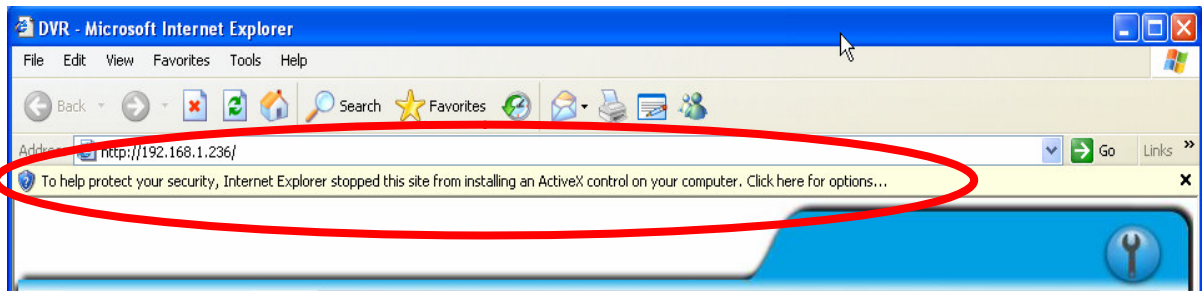 DVR - Microsoft Internet Explorer
File Edit View Favorites Tools Help
Back Search Favorites
Address http://192.168.1.236/ Go Links »
To help protect your security, Internet Explorer stopped this site from installing an ActiveX control on your computer. Click here for options...